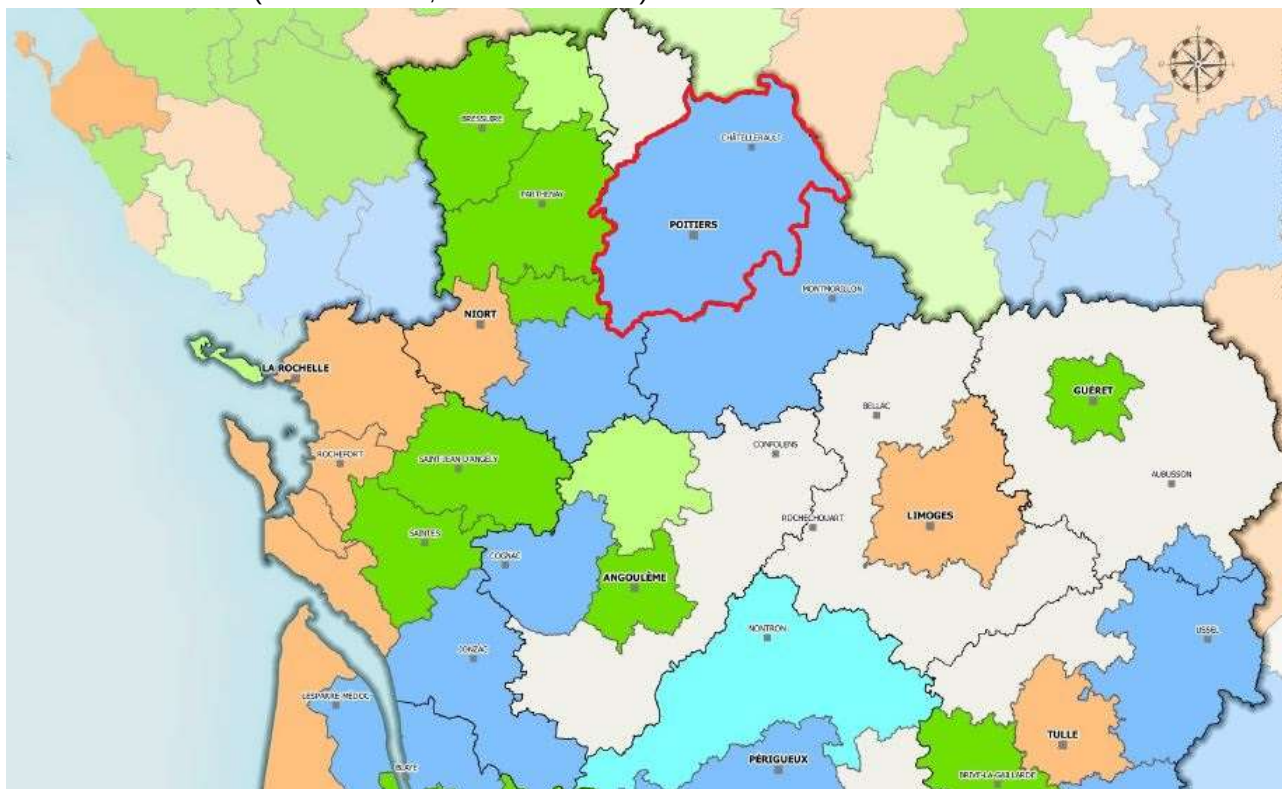 BRESSUIRE
CHÂTELLERAULT
PARTHENAY
POITIERS
MONTMORILLON
NIORT
LA ROCHELLE
GUÉRET
BELLAC
ROCHEFORT
SAINT-JEAN D'ANGÉLY
CONFOLENS
AUBUSSON
LIMOGES
ROCHECHOUART
SAINTES
COGNAC
ANGOULÊME
NONTRON
USSEL
JONZAC
LESPARRE-MÉDOC
TULLE
PÉRIGUEUX
BRIVE-LA-GAILLARDE
BLAYE